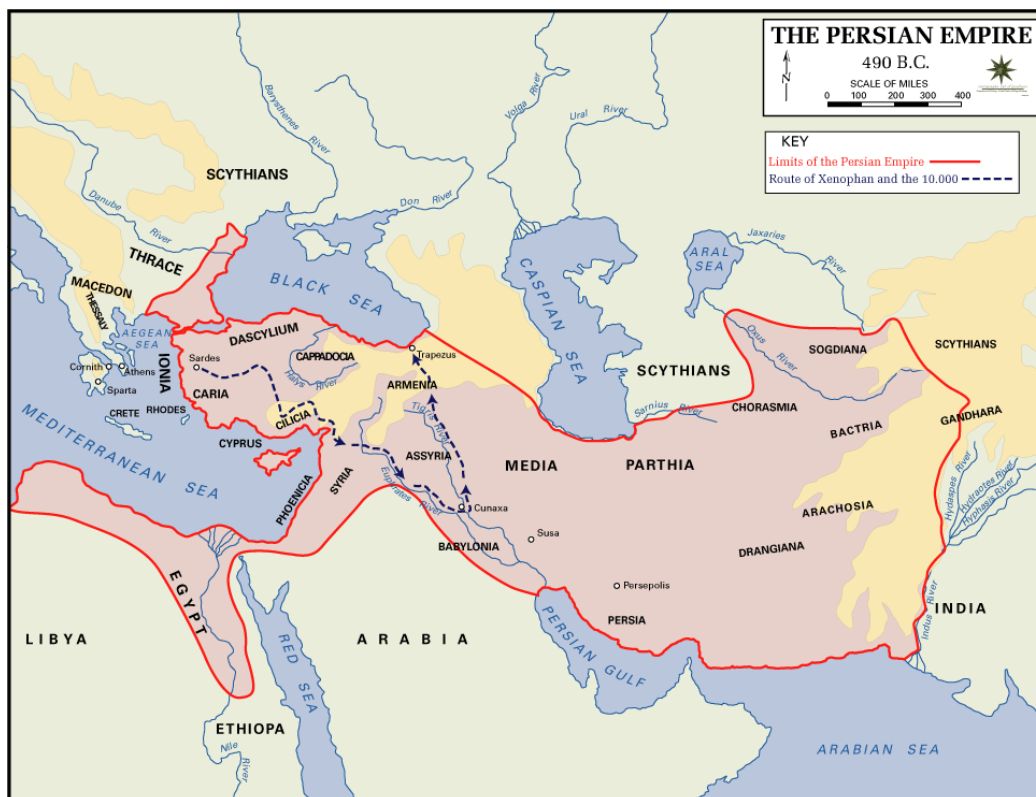 THE PERSIAN EMPIRE
490 B.C.
SCALE OF MILES
0 100 200 300 400
N
KEY
Limits of the Persian Empire
Route of Xenophan and the 10.000
Borysthenes River
Volga River
Ural River
SCYTHIANS
Don River
Danube River
Jaxaries River
ARAL SEA
THRACE
BLACK SEA
CASPIAN SEA
MACEDON
THESSALY
AEGEAN SEA
DASCYLIUM
CAPPADOCIA
Halys River
Trapezus
Oxus River
SOGDIANA
SCYTHIANS
Sardes
IONIA
Cornith
Athens
Sparta
CARIA
ARMENIA
SCYTHIANS
CHORASMIA
Sarnius River
GANDHARA
CRETE
RHODES
CILICIA
Tigris River
BACTRIA
CYPRUS
MEDITERRANEAN SEA
ASSYRIA
MEDIA
PARTHIA
SYRIA
PHOENICIA
Euphrates River
Cunaxa
ARACHOSIA
Hydaspes River
Hydraotes River
Hyphasis River
BABYLONIA
Susa
DRANGIANA
EGYPT
Persepolis
Indus River
INDIA
LIBYA
ARABIA
PERSIA
PERSIAN GULF
RED SEA
ETHIOPA
Nile River
ARABIAN SEA